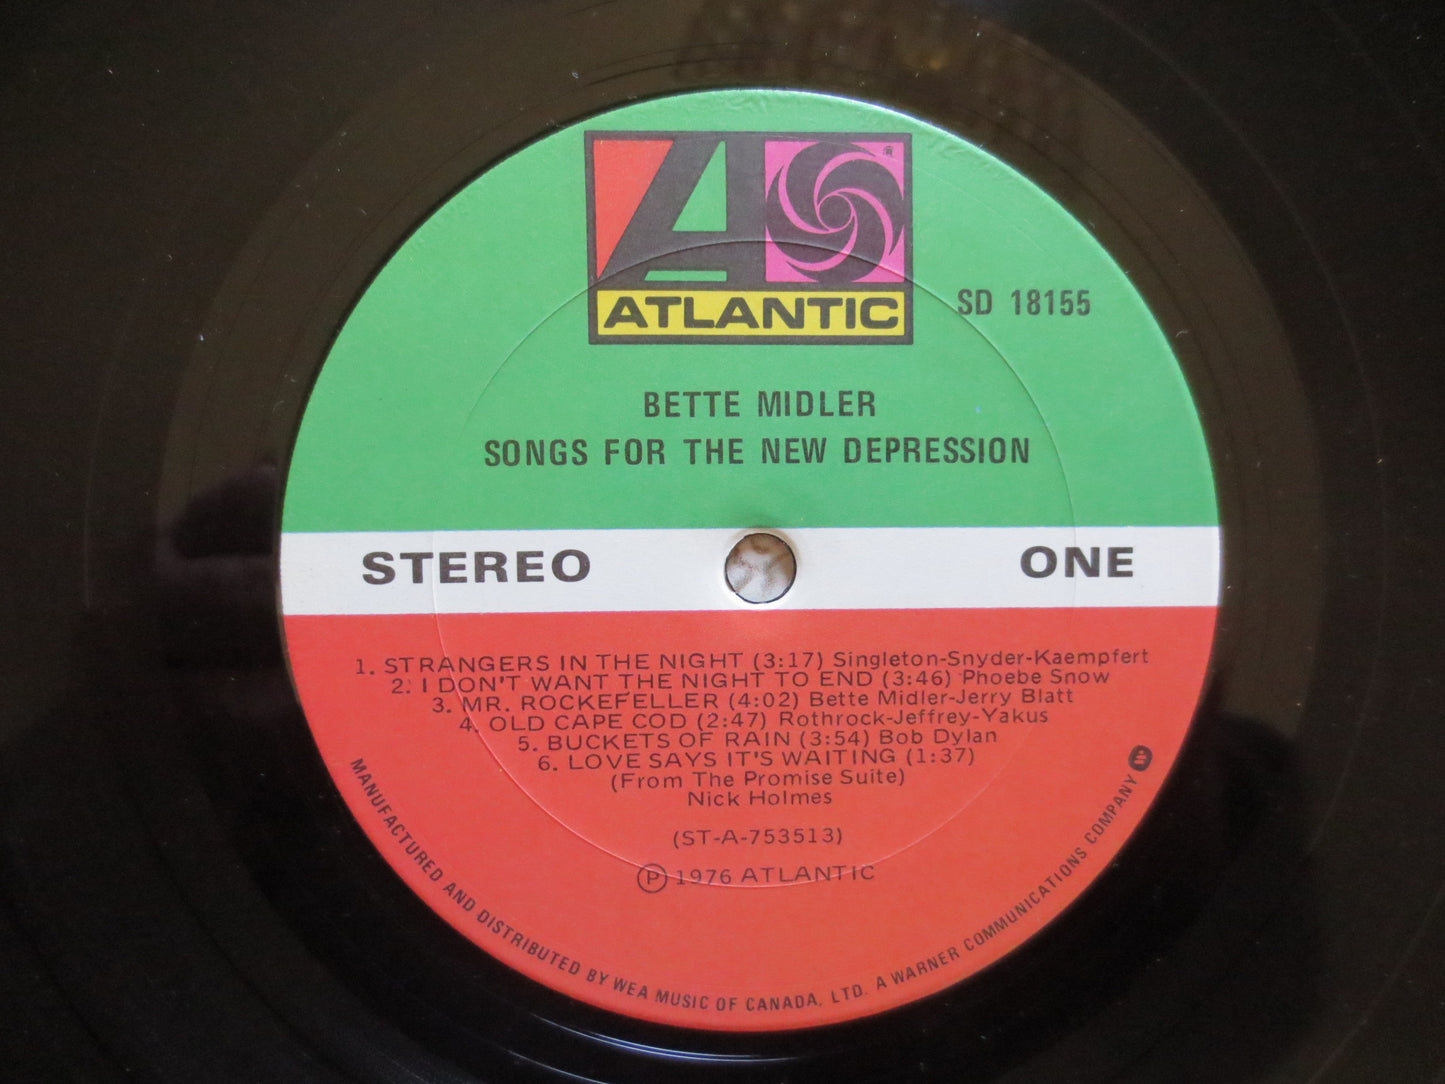 ATLANTIC
SD 18155
BETTE MIDLER
SONGS FOR THE NEW DEPRESSION
STEREO
ONE
1. STRANGERS IN THE NIGHT (3:17) Singleton-Snyder-Kaempfert
2. I DON'T WANT THE NIGHT TO END (3:46) Phoebe Snow
3. MR. ROCKEFELLER (4:02) Bette Midler-Jerry Blatt
4. OLD CAPE COD (2:47) Rothrock-Jeffrey-Yakus
5. BUCKETS OF RAIN (3:54) Bob Dylan
6. LOVE SAYS IT'S WAITING (1:37)
(From The Promise Suite)
Nick Holmes
(ST-A-753513)
Ⓟ 1976 ATLANTIC
MANUFACTURED AND DISTRIBUTED BY WEA MUSIC OF CANADA, LTD. A WARNER COMMUNICATIONS COMPANY